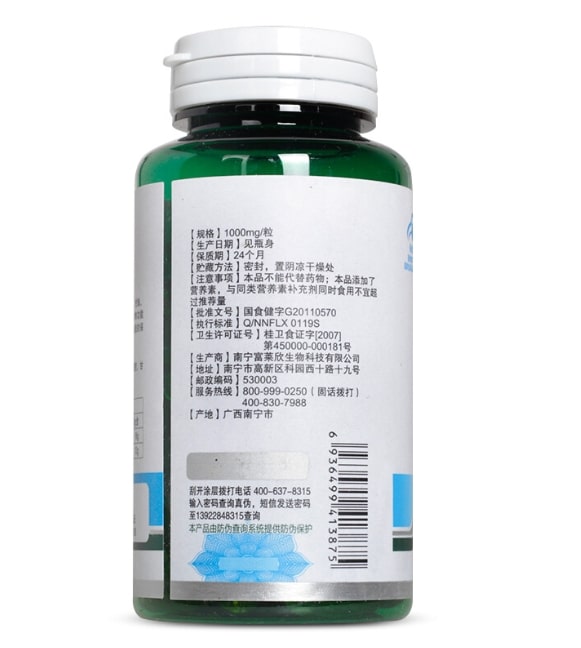 【规格】1000mg/粒
【生产日期】见瓶身
【保质期】24个月
【贮藏方法】密封，置阴凉干燥处
【注意事项】本品不能代替药物；本品添加了
营养素，与同类营养素补充剂同时食用不宜超
过推荐量
【批准文号】国食健字G20110570
【执行标准】Q/NNFLX 0119S
【卫生许可证号】桂卫食证字[2007]
第450000-000181号
【生产商】南宁富莱欣生物科技有限公司
【地址】南宁市高新区科园西十路十九号
【邮政编码】530003
【服务热线】800-999-0250（固话拨打）
400-830-7988
【产地】广西南宁市
刮开涂层拨打电话 400-637-8315
输入密码查询真伪，短信发送密码
至13922848315查询
本产品由防伪查询系统提供防伪保护
6936499413875